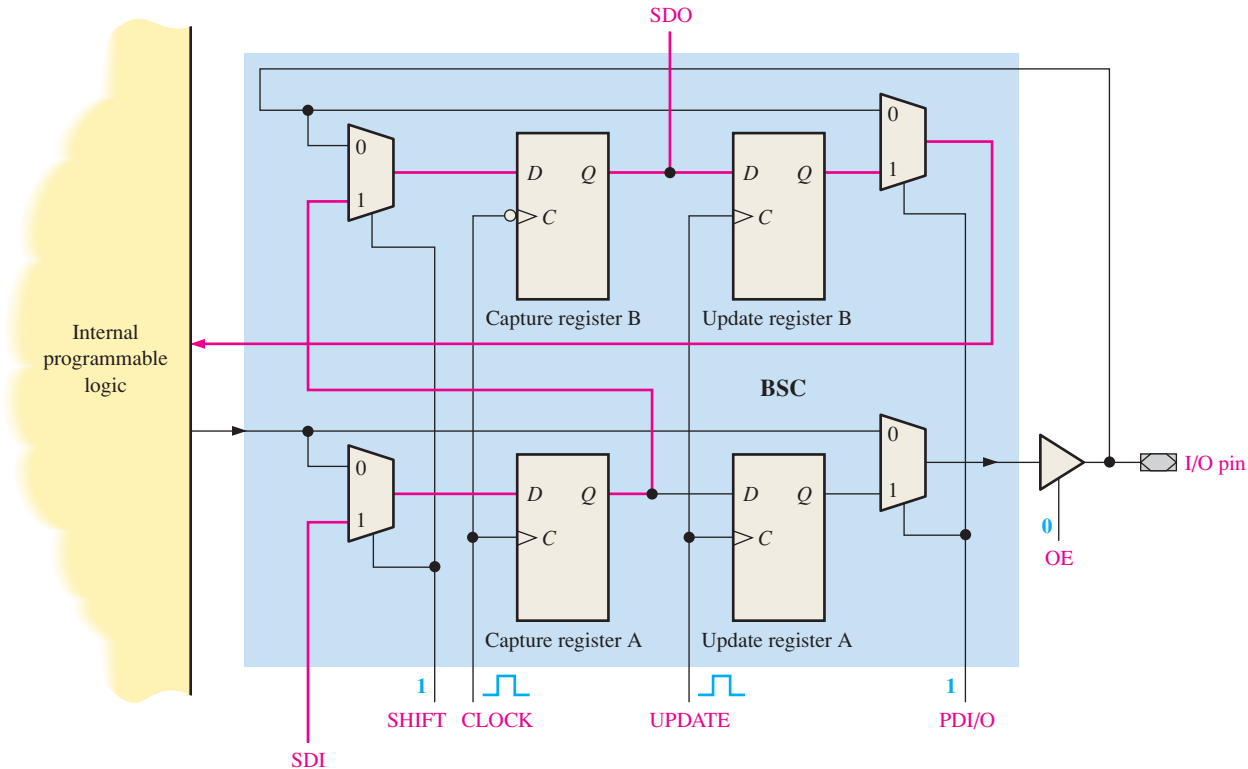 SDO
0
1
D
Q
C
Capture register B
D
Q
C
Update register B
0
1
Internal
programmable
logic
BSC
0
1
D
Q
C
Capture register A
D
Q
C
Update register A
0
1
I/O pin
0
OE
1
SHIFT
CLOCK
UPDATE
1
PDI/O
SDI